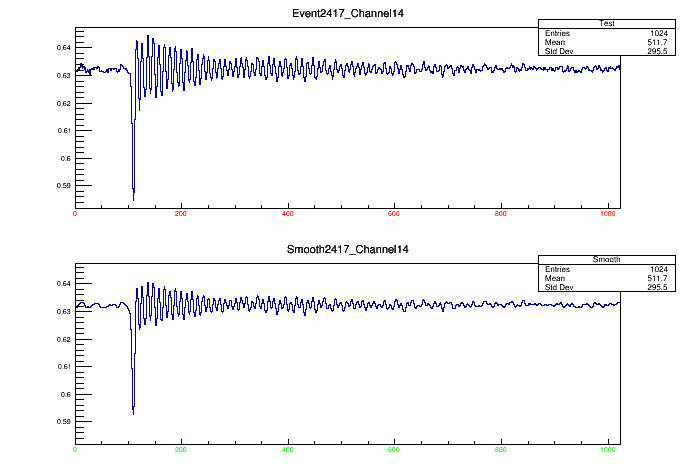 Event2417_Channel14
Test
Entries 1024
Mean 511.7
Std Dev 295.5
0.64
0.63
0.62
0.61
0.6
0.59
0 200 400 600 800 1000
Smooth2417_Channel14
Smooth
Entries 1024
Mean 511.7
Std Dev 295.5
0.64
0.63
0.62
0.61
0.6
0.59
0 200 400 600 800 1000